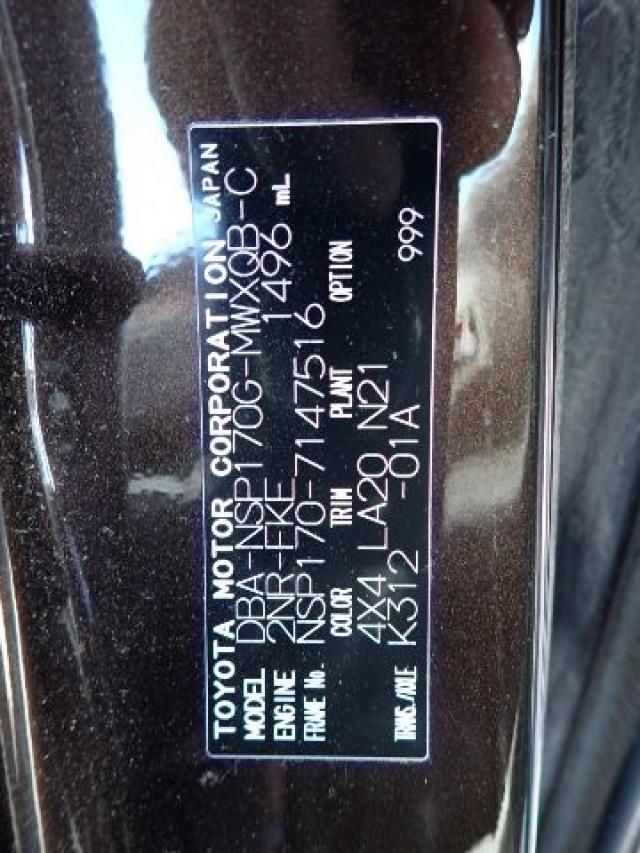 TOYOTA MOTOR CORPORATION JAPAN
MODEL DBA-NSP170G-MWXQB-C
ENGINE 2NR-FKE 1496 mL
FRAME No. NSP170-7147516
COLOR TRIM PLANT OPTION
4X4 LA20 N21
TRANS./AXLE K312 -01A 999